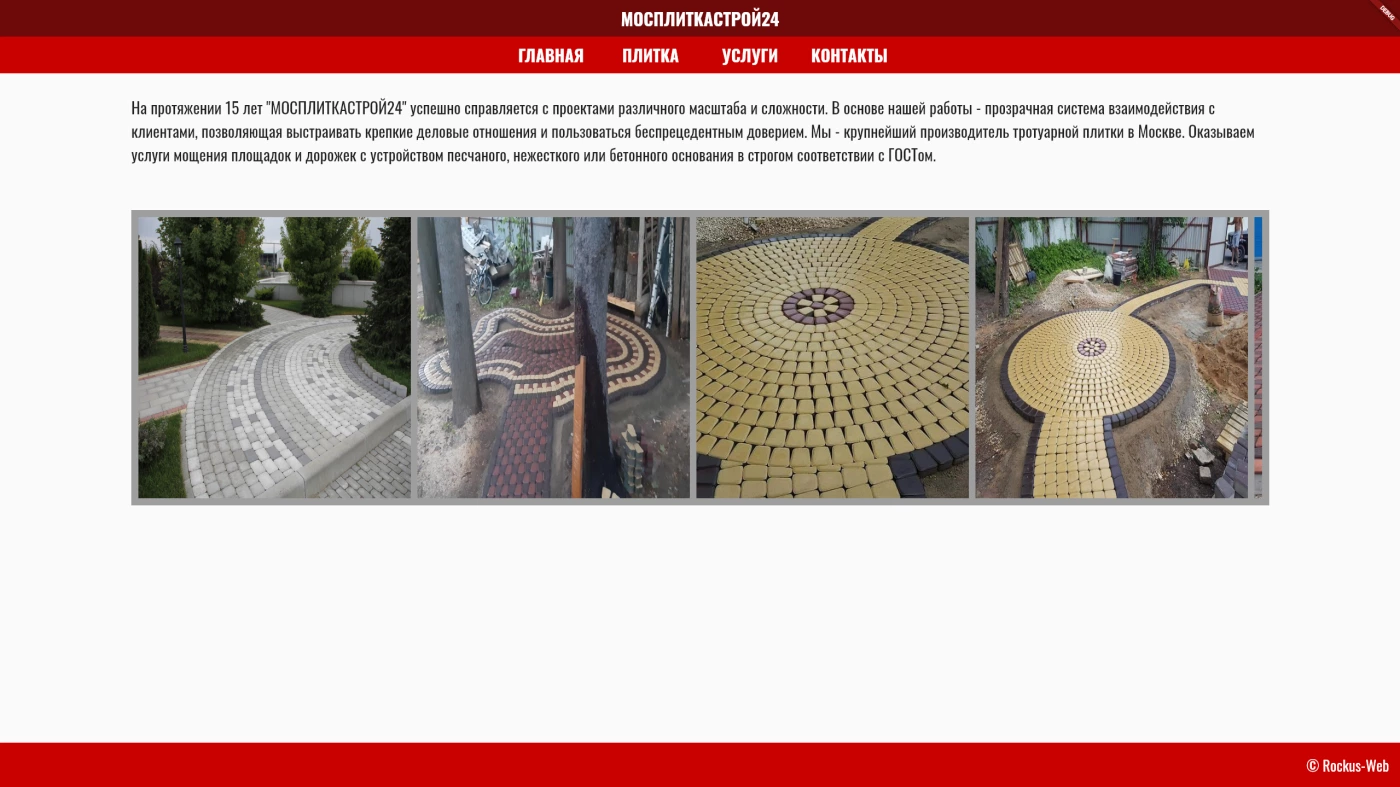 МОСПЛИТКАСТРОЙ24
DEBUG
ГЛАВНАЯ ПЛИТКА УСЛУГИ КОНТАКТЫ
На протяжении 15 лет "МОСПЛИТКАСТРОЙ24" успешно справляется с проектами различного масштаба и сложности. В основе нашей работы - прозрачная система взаимодействия с
клиентами, позволяющая выстраивать крепкие деловые отношения и пользоваться беспрецедентным доверием. Мы - крупнейший производитель тротуарной плитки в Москве. Оказываем
услуги мощения площадок и дорожек с устройством песчаного, нежесткого или бетонного основания в строгом соответствии с ГОСТом.
© Rockus-Web